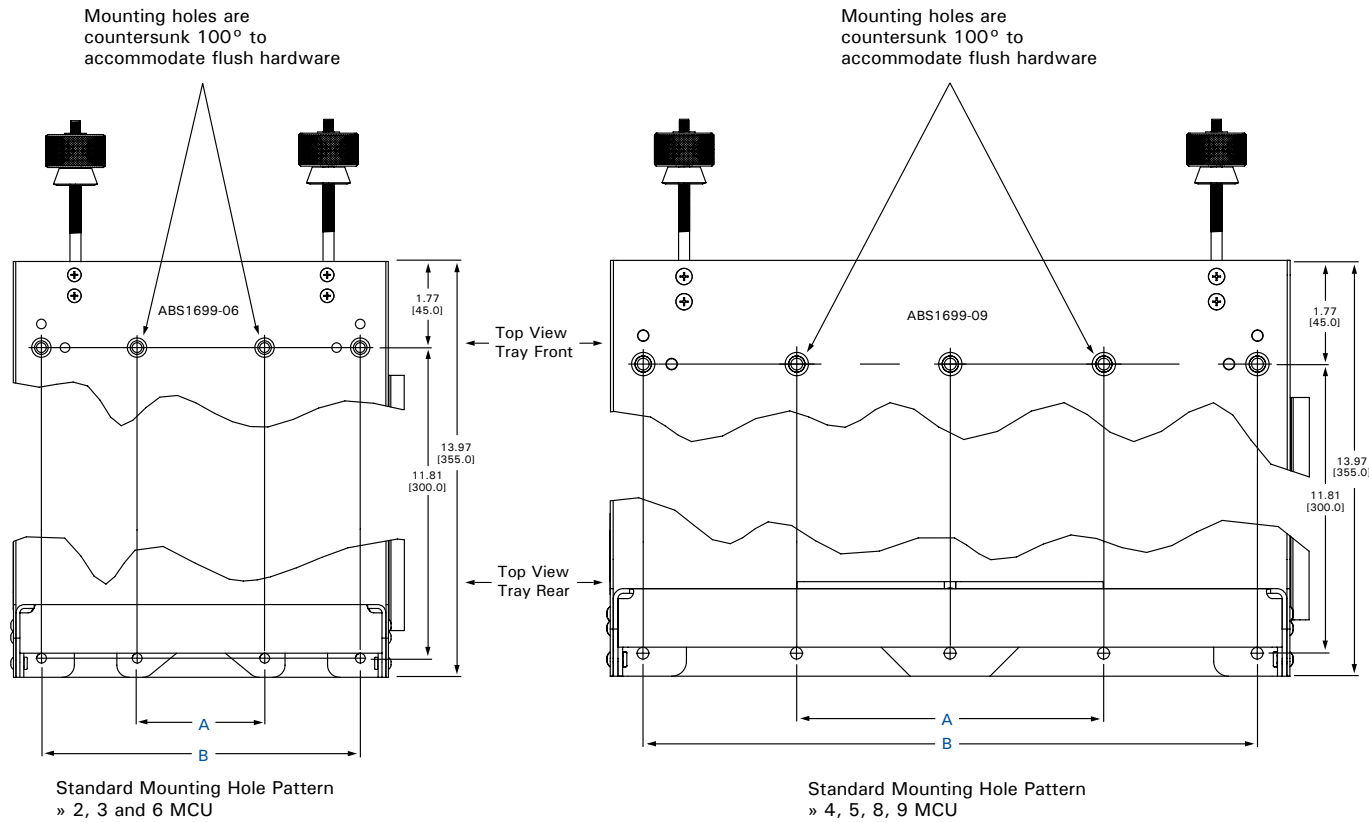 Mounting holes are
countersunk 100º to
accommodate flush hardware
Mounting holes are
countersunk 100º to
accommodate flush hardware
ABS1699-06
1.77
[45.0]
13.97
[355.0]
11.81
[300.0]
Top View
Tray Front
ABS1699-09
1.77
[45.0]
13.97
[355.0]
11.81
[300.0]
Top View
Tray Rear
A
B
A
B
Standard Mounting Hole Pattern
» 2, 3 and 6 MCU
Standard Mounting Hole Pattern
» 4, 5, 8, 9 MCU